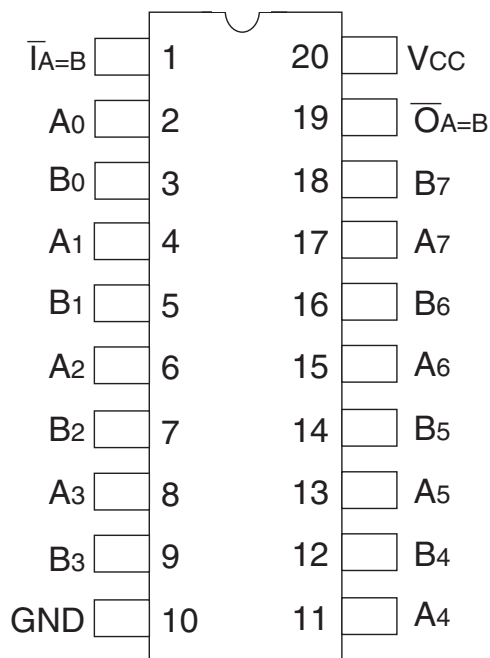 I̅A=B 1 20 VCC
A0 2 19 O̅A=B
B0 3 18 B7
A1 4 17 A7
B1 5 16 B6
A2 6 15 A6
B2 7 14 B5
A3 8 13 A5
B3 9 12 B4
GND 10 11 A4